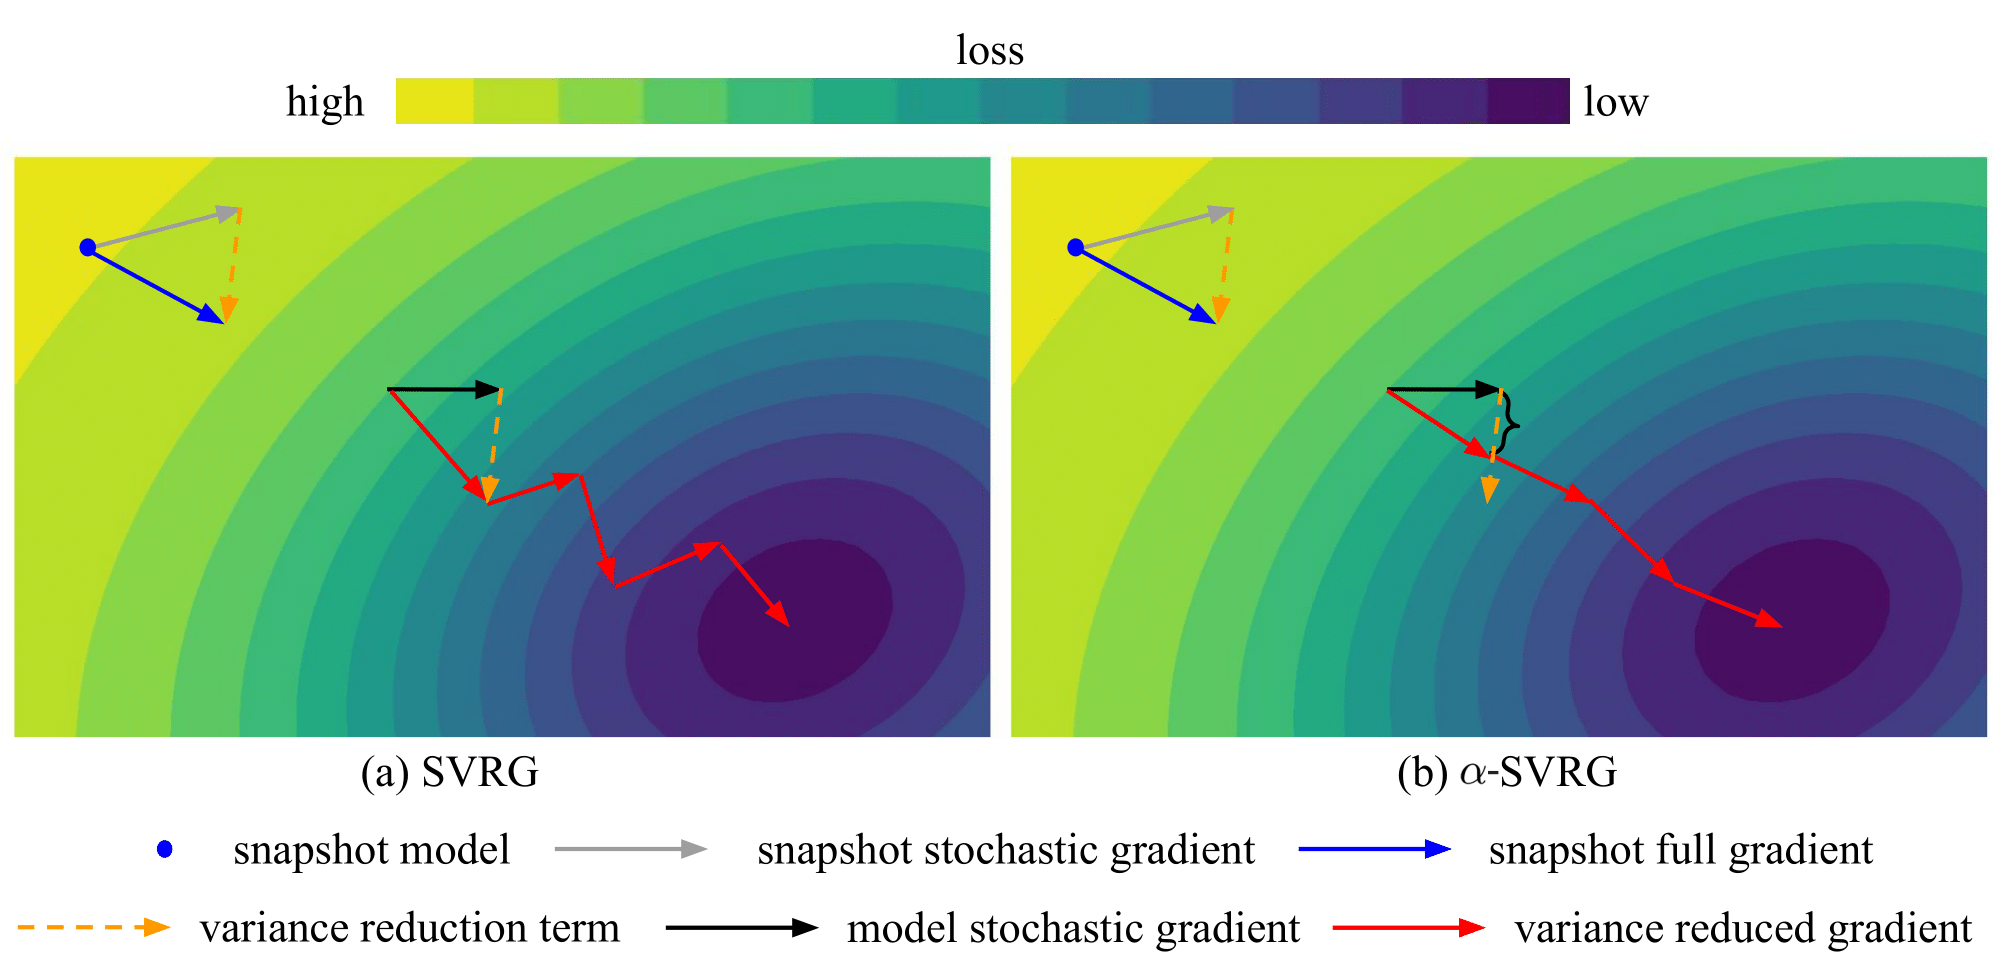 loss
high low
(a) SVRG
(b) α-SVRG
snapshot model snapshot stochastic gradient snapshot full gradient
variance reduction term model stochastic gradient variance reduced gradient